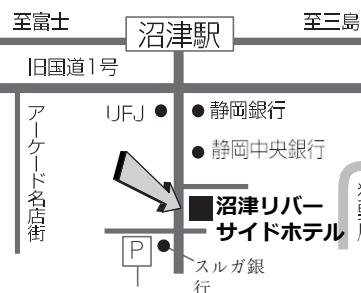 至富士
沼津駅
至三島
旧国道1号
アーケード名店街
UFJ
静岡銀行
静岡中央銀行
沼津リバー
サイドホテル
P
スルガ銀
行